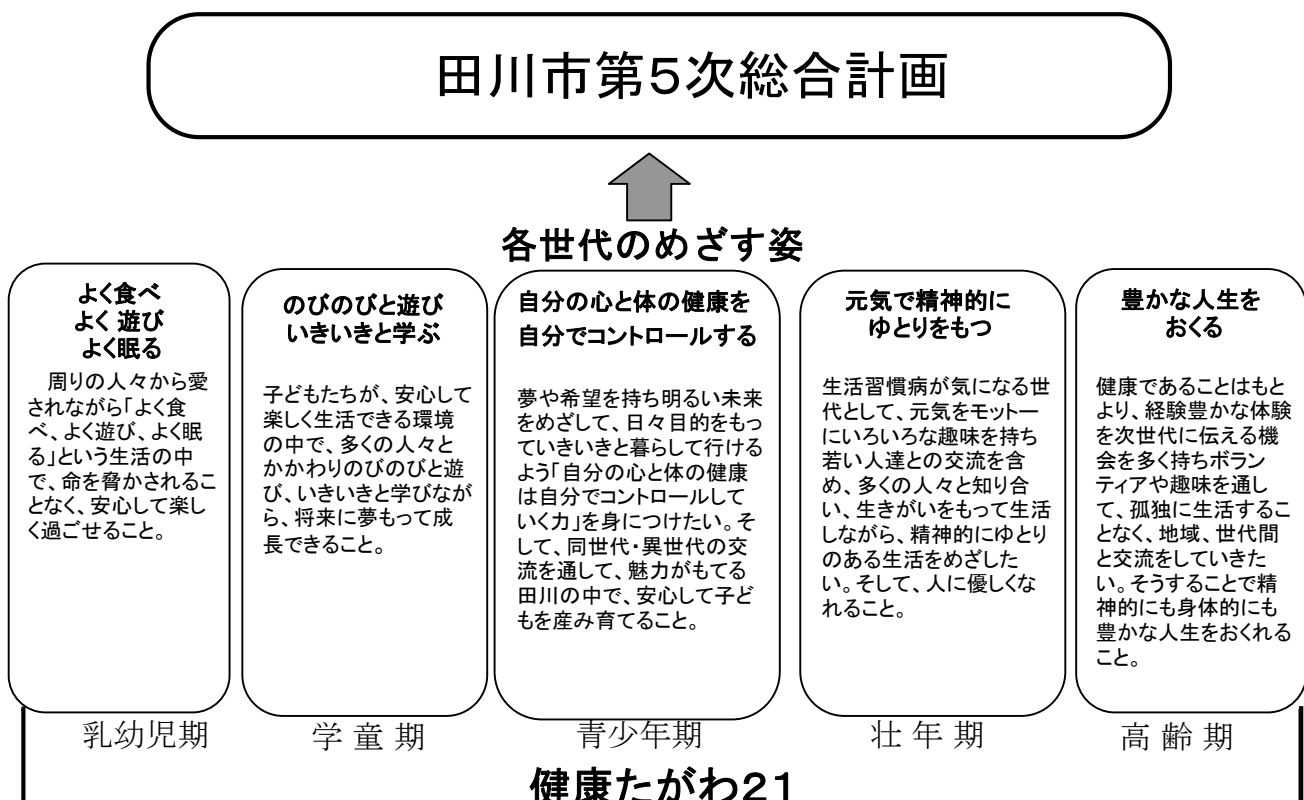 田川市第5次総合計画
各世代のめざす姿
よく食べ
よく 遊び
よく眠る
周りの人々から愛
されながら「よく食
べ、よく遊び、よく眠
る」という生活の中
で、命を脅かされるこ
となく、安心して楽し
く過ごせること。
乳幼児期
のびのびと遊び
いきいきと学ぶ
子どもたちが、安心して
楽しく生活できる環境
の中で、多くの人々と
かかわりのびのびと遊
び、いきいきと学びなが
ら、将来に夢もって成
長できること。
学 童 期
自分の心と体の健康を
自分でコントロールする
夢や希望を持ち明るい未来
をめざして、日々目的をもっ
ていきいきと暮らして行ける
よう「自分の心と体の健康
は自分でコントロールして
いく力」を身につけたい。そ
して、同世代・異世代の交
流を通して、魅力がもてる
田川の中で、安心して子ど
もを産み育てること。
青少年期
元気で精神的に
ゆとりをもつ
生活習慣病が気になる世
代として、元気をモットー
にいろいろな趣味を持ち
若い人達との交流を含
め、多くの人々と知り合
い、生きがいをもって生活
しながら、精神的にゆとり
のある生活をめざした
い。そして、人に優しくな
れること。
壮 年 期
豊かな人生を
おくる
健康であることはもと
より、経験豊かな体験
を次世代に伝える機
会を多く持ちボラン
ティアや趣味を通し
て、孤独に生活するこ
となく、地域、世代間
と交流をしていきた
い。そうすることで精
神的にも身体的にも
豊かな人生をおくれる
こと。
高 齢 期
健康たがわ21